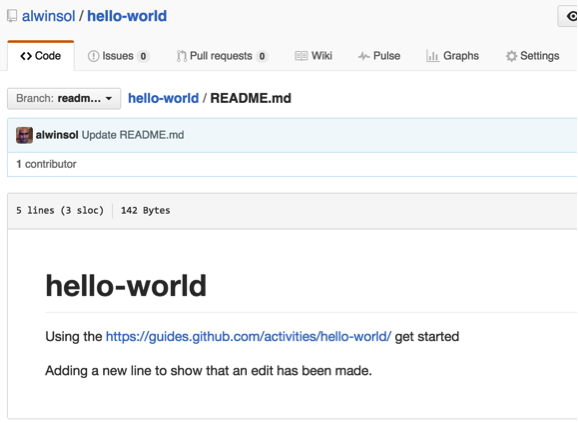 alwinsol / hello-world
Code Issues 0 Pull requests 0 Wiki Pulse Graphs Settings
Branch: readm... hello-world / README.md
alwinsol Update README.md
1 contributor
5 lines (3 sloc) 142 Bytes
hello-world
Using the https://guides.github.com/activities/hello-world/ get started
Adding a new line to show that an edit has been made.